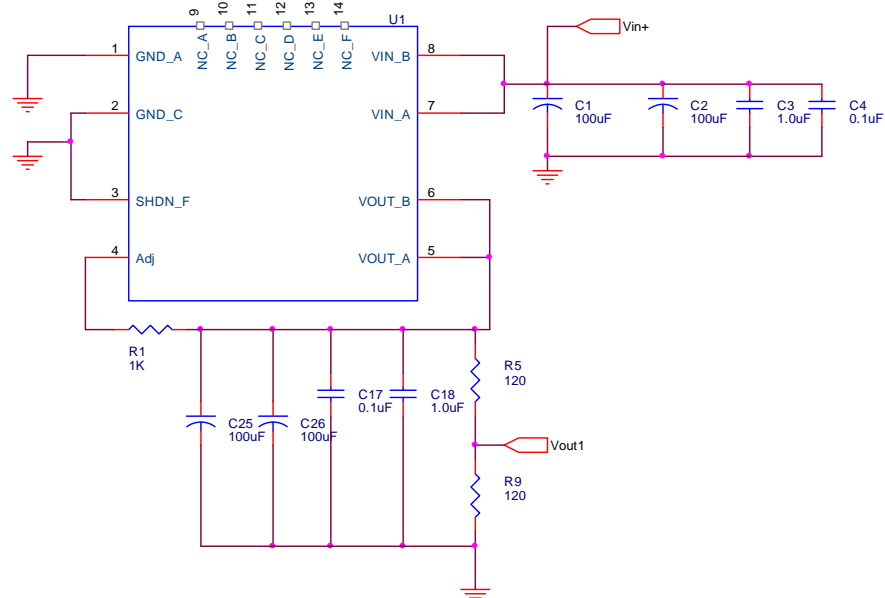 9
10
11
12
13
14
U1
NC_A
NC_B
NC_C
NC_D
NC_E
NC_F
1
GND_A
VIN_B
8
Vin+
2
GND_C
VIN_A
7
C1
100uF
C2
100uF
C3
1.0uF
C4
0.1uF
3
SHDN_F
VOUT_B
6
4
Adj
VOUT_A
5
R1
1K
R5
120
C17
0.1uF
C18
1.0uF
C25
100uF
C26
100uF
Vout1
R9
120